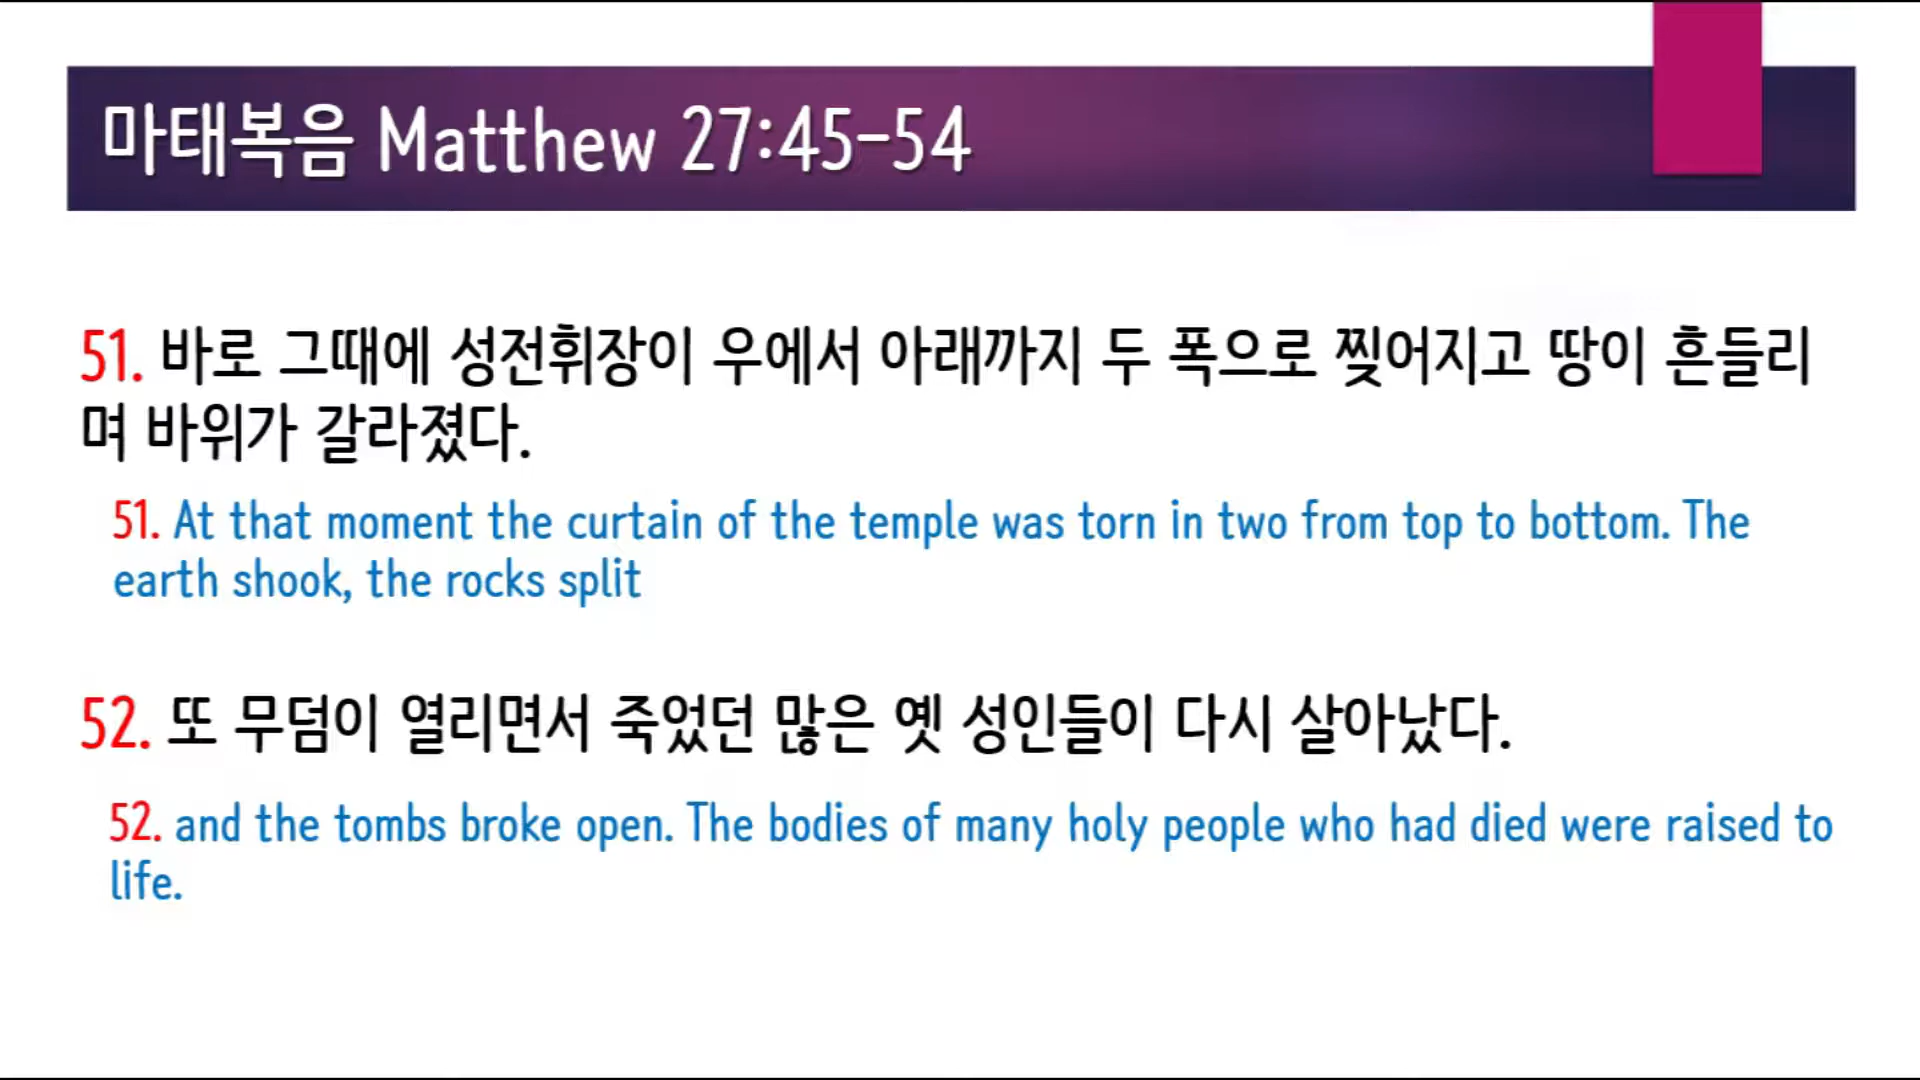 마태복음 Matthew 27:45-54
51. 바로 그때에 성전휘장이 우에서 아래까지 두 폭으로 찢어지고 땅이 흔들리
며 바위가 갈라졌다.
51. At that moment the curtain of the temple was torn in two from top to bottom. The
earth shook, the rocks split
52. 또 무덤이 열리면서 죽었던 많은 옛 성인들이 다시 살아났다.
52. and the tombs broke open. The bodies of many holy people who had died were raised to
life.